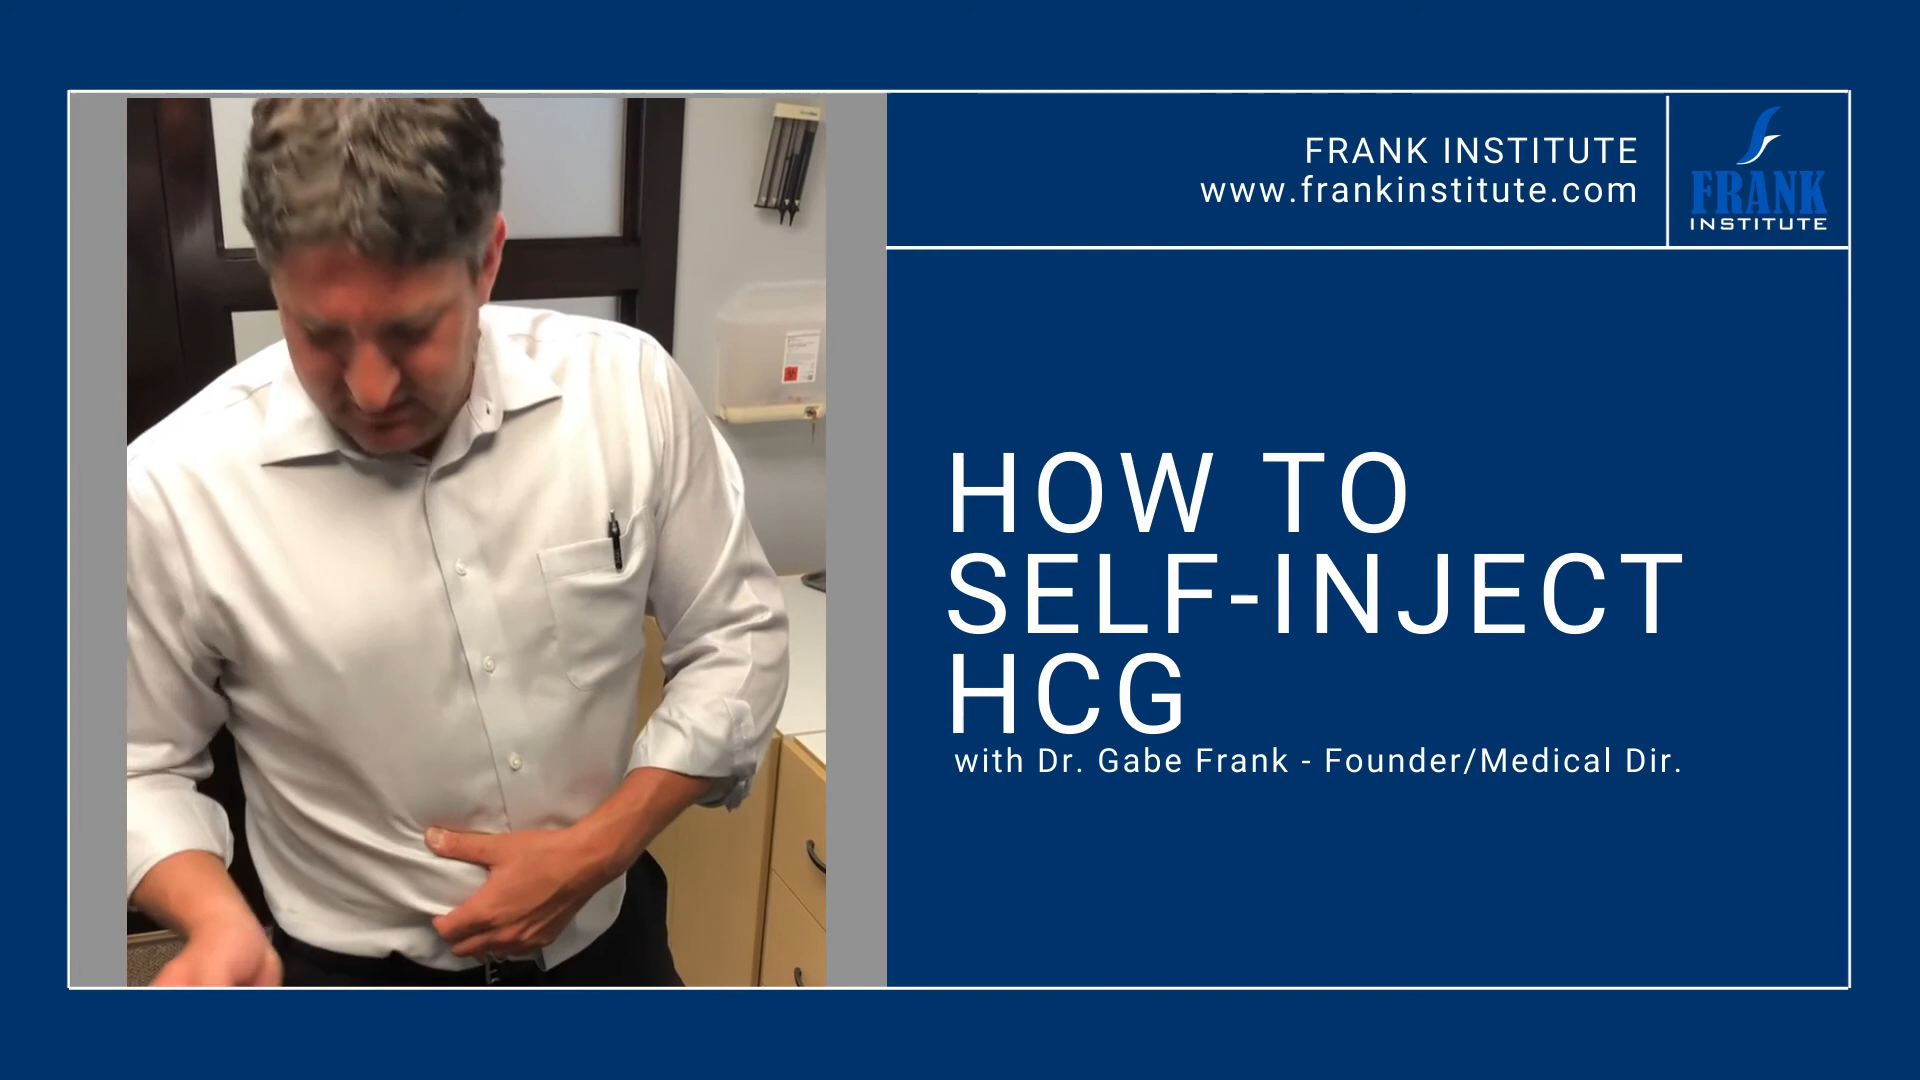 FRANK INSTITUTE
www.frankinstitute.com
FRANK
INSTITUTE
HOW TO
SELF-INJECT
HCG
with Dr. Gabe Frank - Founder/Medical Dir.